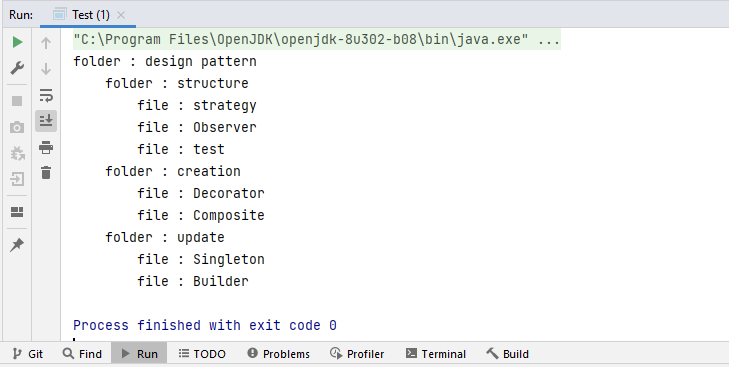 Run: Test (1)
"C:\Program Files\OpenJDK\openjdk-8u302-b08\bin\java.exe" ...
folder : design pattern
    folder : structure
        file : strategy
        file : Observer
        file : test
    folder : creation
        file : Decorator
        file : Composite
    folder : update
        file : Singleton
        file : Builder
Process finished with exit code 0
Git Find Run TODO Problems Profiler Terminal Build